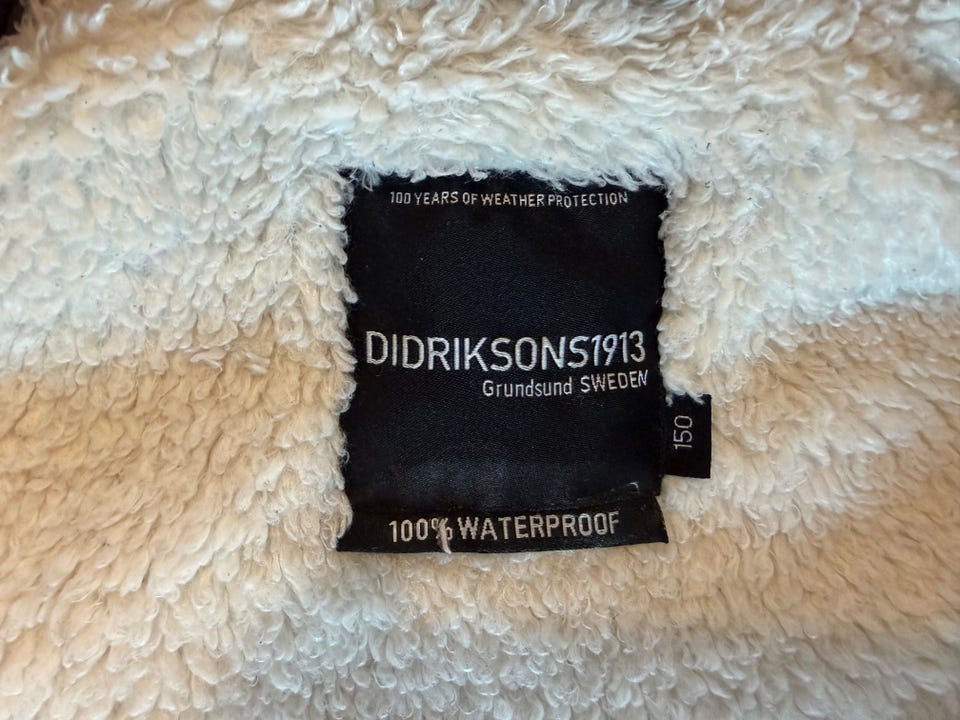 100 YEARS OF WEATHER PROTECTION
DIDRIKSONS1913
Grundsund SWEDEN
150
100% WATERPROOF